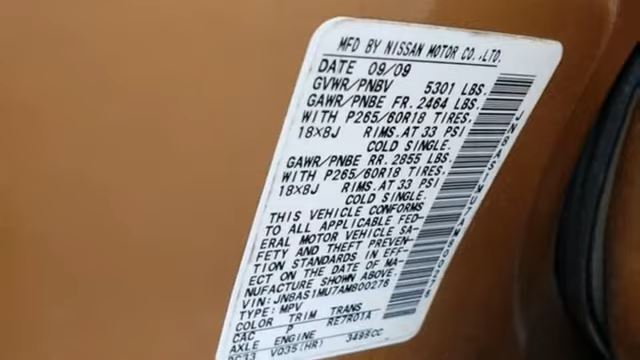 MFD BY NISSAN MOTOR CO.,LTD.
DATE 09/09
GVWR/PNBV 5301 LBS.
GAWR/PNBE FR. 2464 LBS.
WITH P265/60R18 TIRES.
18X8J RIMS.AT 33 PSI
COLD SINGLE.
GAWR/PNBE RR. 2855 LBS.
WITH P265/60R18 TIRES.
18X8J RIMS.AT 33 PSI
COLD SINGLE.
THIS VEHICLE CONFORMS
TO ALL APPLICABLE FED-
ERAL MOTOR VEHICLE SA-
FETY AND THEFT PREVEN-
TION STANDARDS IN EFF-
ECT ON THE DATE OF MA-
NUFACTURE SHOWN ABOVE.
VIN: JN8AS1MU7AM800276
TYPE: MPV
COLOR TRIM TRANS
CAC P RE7R01A
AXLE ENGINE
VQ35(HR) 3498CC